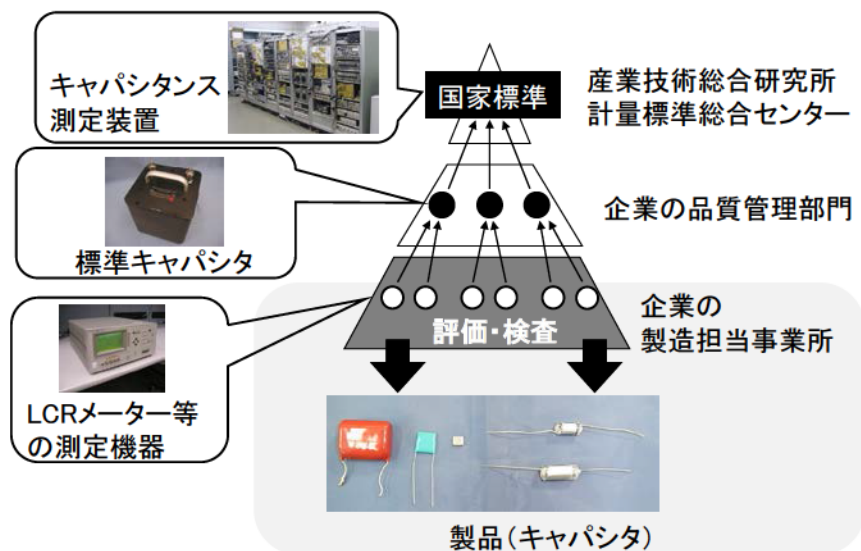 キャパシタンス
測定装置
国家標準
産業技術総合研究所
計量標準総合センター
標準キャパシタ
企業の品質管理部門
LCRメーター等
の測定機器
評価・検査
企業の
製造担当事業所
製品(キャパシタ)